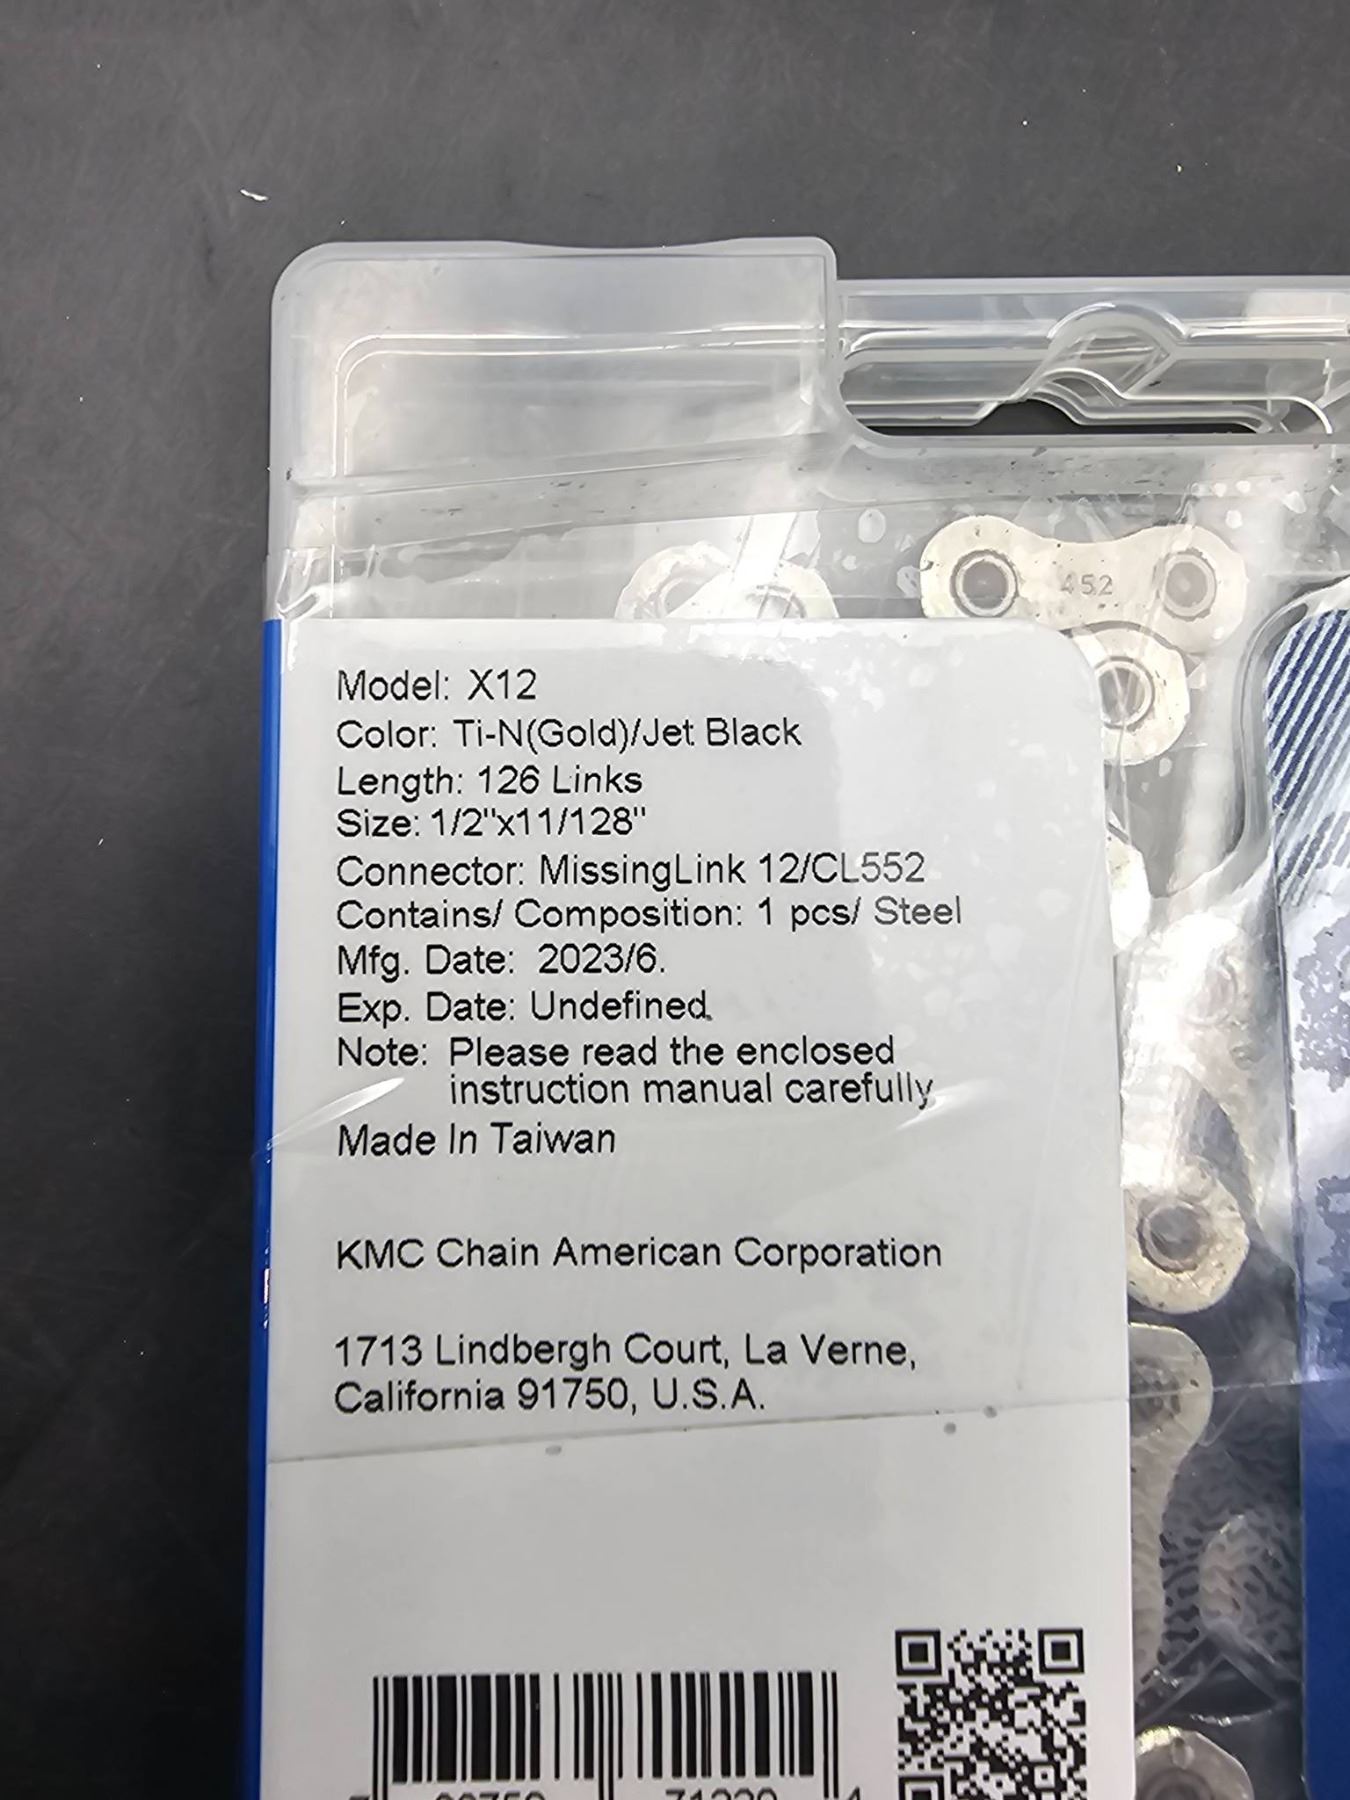 452
Model: X12
Color: Ti-N(Gold)/Jet Black
Length: 126 Links
Size: 1/2"x11/128"
Connector: MissingLink 12/CL552
Contains/ Composition: 1 pcs/ Steel
Mfg. Date: 2023/6.
Exp. Date: Undefined.
Note: Please read the enclosed
instruction manual carefully
Made In Taiwan
KMC Chain American Corporation
1713 Lindbergh Court, La Verne,
California 91750, U.S.A.